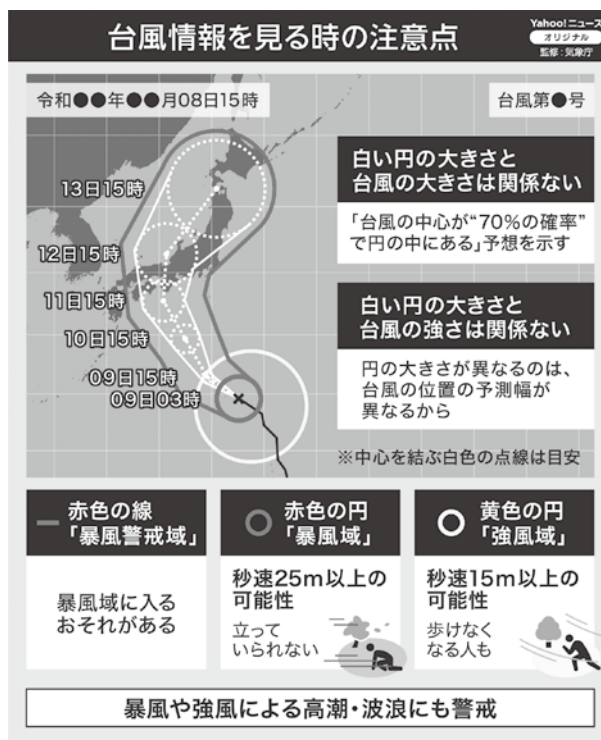 台風情報を見る時の注意点
Yahoo!ニュース
オリジナル
監修:気象庁
令和●●年●●月08日15時
台風第●号
13日15時
12日15時
11日15時
10日15時
09日15時
09日03時
白い円の大きさと
台風の大きさは関係ない
「台風の中心が“70%の確率”
で円の中にある」予想を示す
白い円の大きさと
台風の強さは関係ない
円の大きさが異なるのは、
台風の位置の予測幅が
異なるから
※中心を結ぶ白色の点線は目安
赤色の線
「暴風警戒域」
暴風域に入る
おそれがある
赤色の円
「暴風域」
秒速25m以上の
可能性
立って
いられない
黄色の円
「強風域」
秒速15m以上の
可能性
歩けなく
なる人も
暴風や強風による高潮・波浪にも警戒